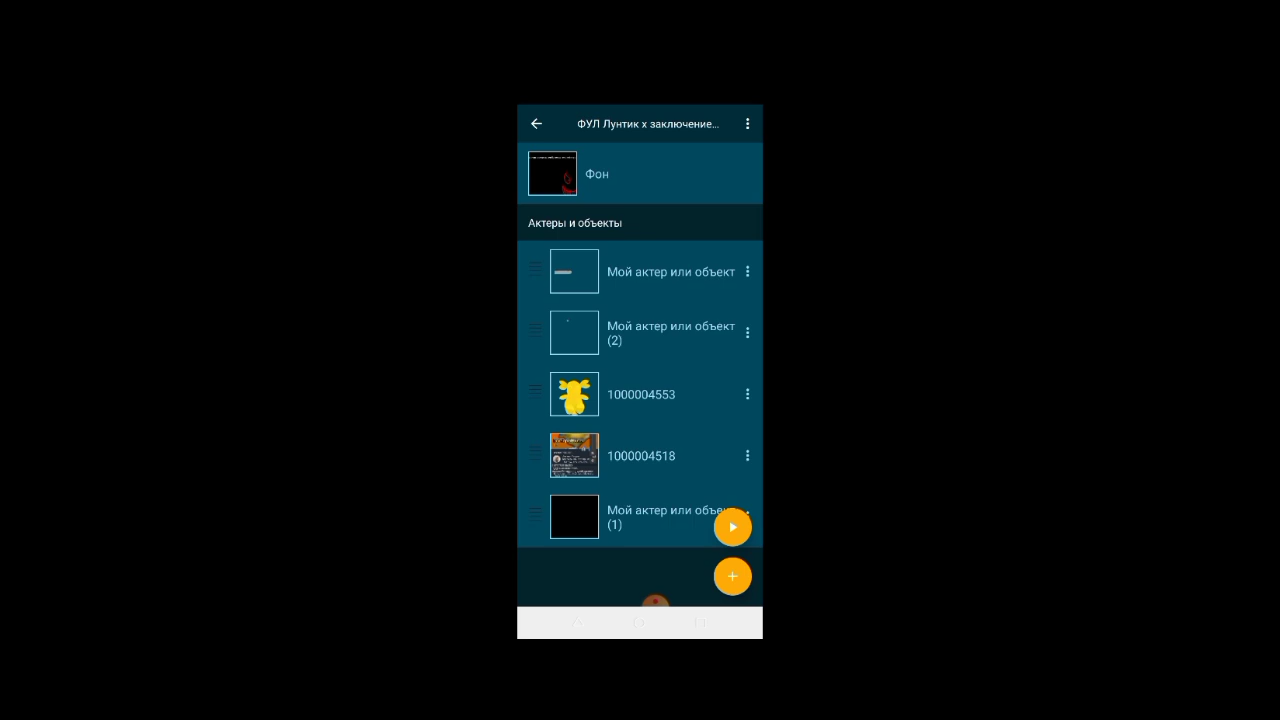 ФУЛ Лунтик х заключение…
Фон
Актеры и объекты
Мой актер или объект
Мой актер или объект
(2)
1000004553
1000004518
Мой актер или объект
(1)